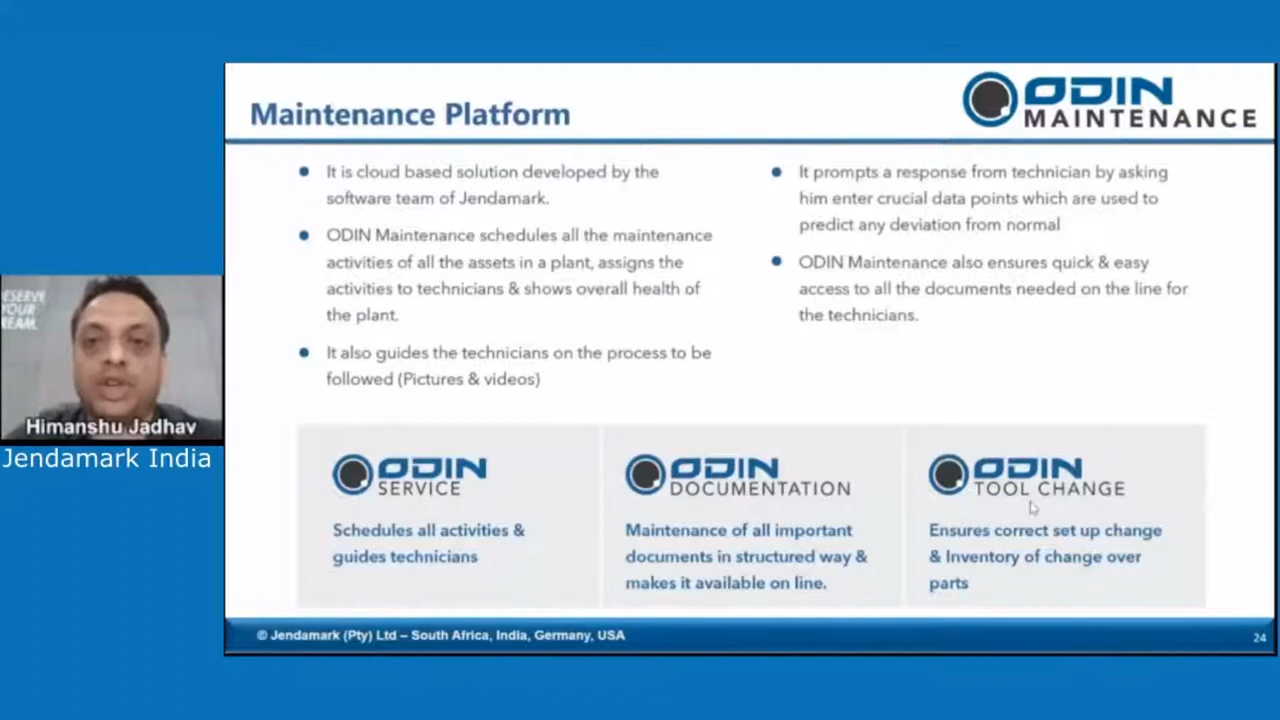 Maintenance Platform
ODIN
MAINTENANCE
It is cloud based solution developed by the
software team of Jendamark.
ODIN Maintenance schedules all the maintenance
activities of all the assets in a plant, assigns the
activities to technicians & shows overall health of
the plant.
It also guides the technicians on the process to be
followed (Pictures & videos)
It prompts a response from technician by asking
him enter crucial data points which are used to
predict any deviation from normal
ODIN Maintenance also ensures quick & easy
access to all the documents needed on the line for
the technicians.
YOUR
Himanshu Jadhav
Jendamark India
ODIN
SERVICE
Schedules all activities &
guides technicians
ODIN
DOCUMENTATION
Maintenance of all important
documents in structured way &
makes it available on line.
ODIN
TOOL CHANGE
Ensures correct set up change
& Inventory of change over
parts
© Jendamark (Pty) Ltd – South Africa, India, Germany, USA
24